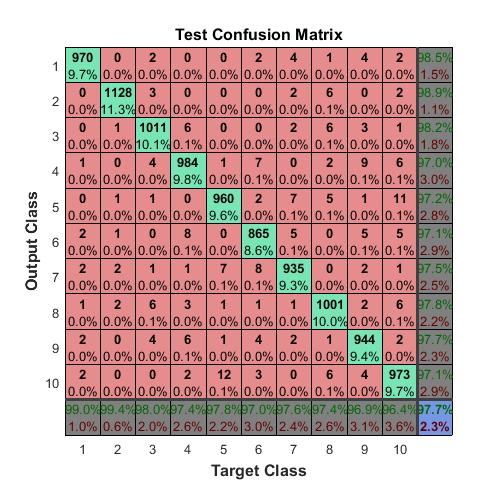 Test Confusion Matrix
1 970 0 2 0 0 2 4 1 4 2 98.5%
9.7% 0.0% 0.0% 0.0% 0.0% 0.0% 0.0% 0.0% 0.0% 0.0% 1.5%
2 0 1128 3 0 0 0 2 6 0 2 98.9%
0.0% 11.3% 0.0% 0.0% 0.0% 0.0% 0.0% 0.1% 0.0% 0.0% 1.1%
3 0 1 1011 6 0 0 2 6 3 1 98.2%
0.0% 0.0% 10.1% 0.1% 0.0% 0.0% 0.0% 0.1% 0.0% 0.0% 1.8%
4 1 0 4 984 1 7 0 2 9 6 97.0%
0.0% 0.0% 0.0% 9.8% 0.0% 0.1% 0.0% 0.0% 0.1% 0.1% 3.0%
5 0 1 1 0 960 2 7 5 1 11 97.2%
0.0% 0.0% 0.0% 0.0% 9.6% 0.0% 0.1% 0.1% 0.0% 0.1% 2.8%
6 2 1 0 8 0 865 5 0 5 5 97.1%
0.0% 0.0% 0.0% 0.1% 0.0% 8.6% 0.1% 0.0% 0.1% 0.1% 2.9%
7 2 2 1 1 7 8 935 0 2 1 97.5%
0.0% 0.0% 0.0% 0.0% 0.1% 0.1% 9.3% 0.0% 0.0% 0.0% 2.5%
8 1 2 6 3 1 1 1 1001 2 6 97.8%
0.0% 0.0% 0.1% 0.0% 0.0% 0.0% 0.0% 10.0% 0.0% 0.1% 2.2%
9 2 0 4 6 1 4 2 1 944 2 97.7%
0.0% 0.0% 0.0% 0.1% 0.0% 0.0% 0.0% 0.0% 9.4% 0.0% 2.3%
10 2 0 0 2 12 3 0 6 4 973 97.1%
0.0% 0.0% 0.0% 0.0% 0.1% 0.0% 0.0% 0.1% 0.0% 9.7% 2.9%
99.0% 99.4% 98.0% 97.4% 97.8% 97.0% 97.6% 97.4% 96.9% 96.4% 97.7%
1.0% 0.6% 2.0% 2.6% 2.2% 3.0% 2.4% 2.6% 3.1% 3.6% 2.3%
1 2 3 4 5 6 7 8 9 10
Target Class
Output Class